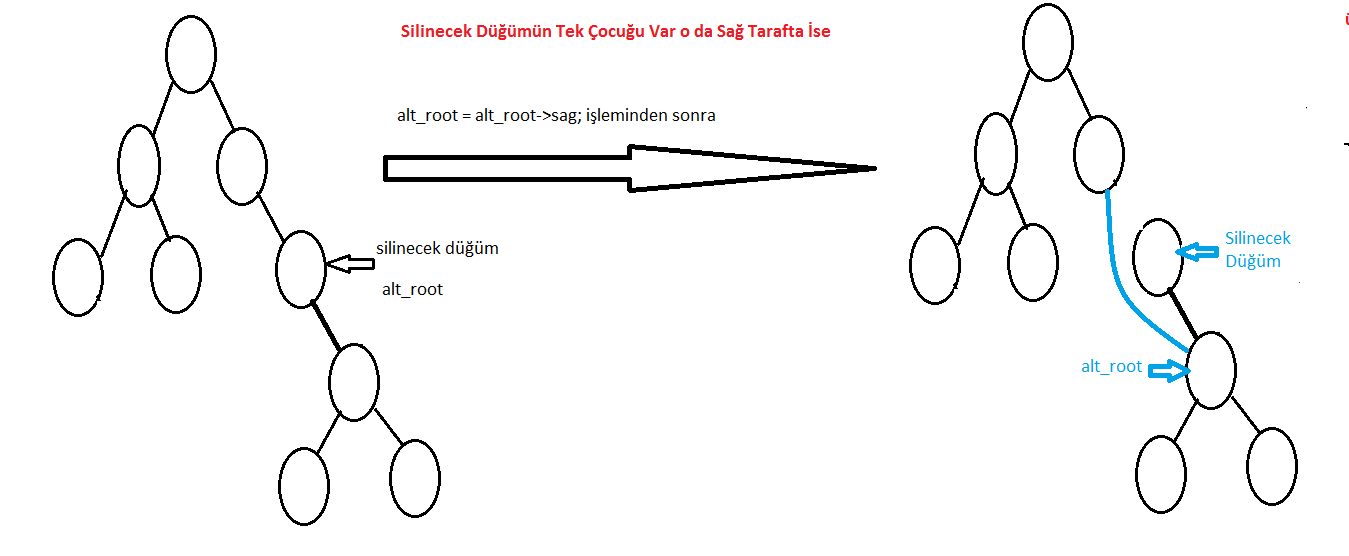 Silinecek Düğümün Tek Çocuğu Var o da Sağ Tarafta İse
alt_root = alt_root->sag; işleminden sonra
silinecek düğüm
alt_root
Silinecek
Düğüm
alt_root